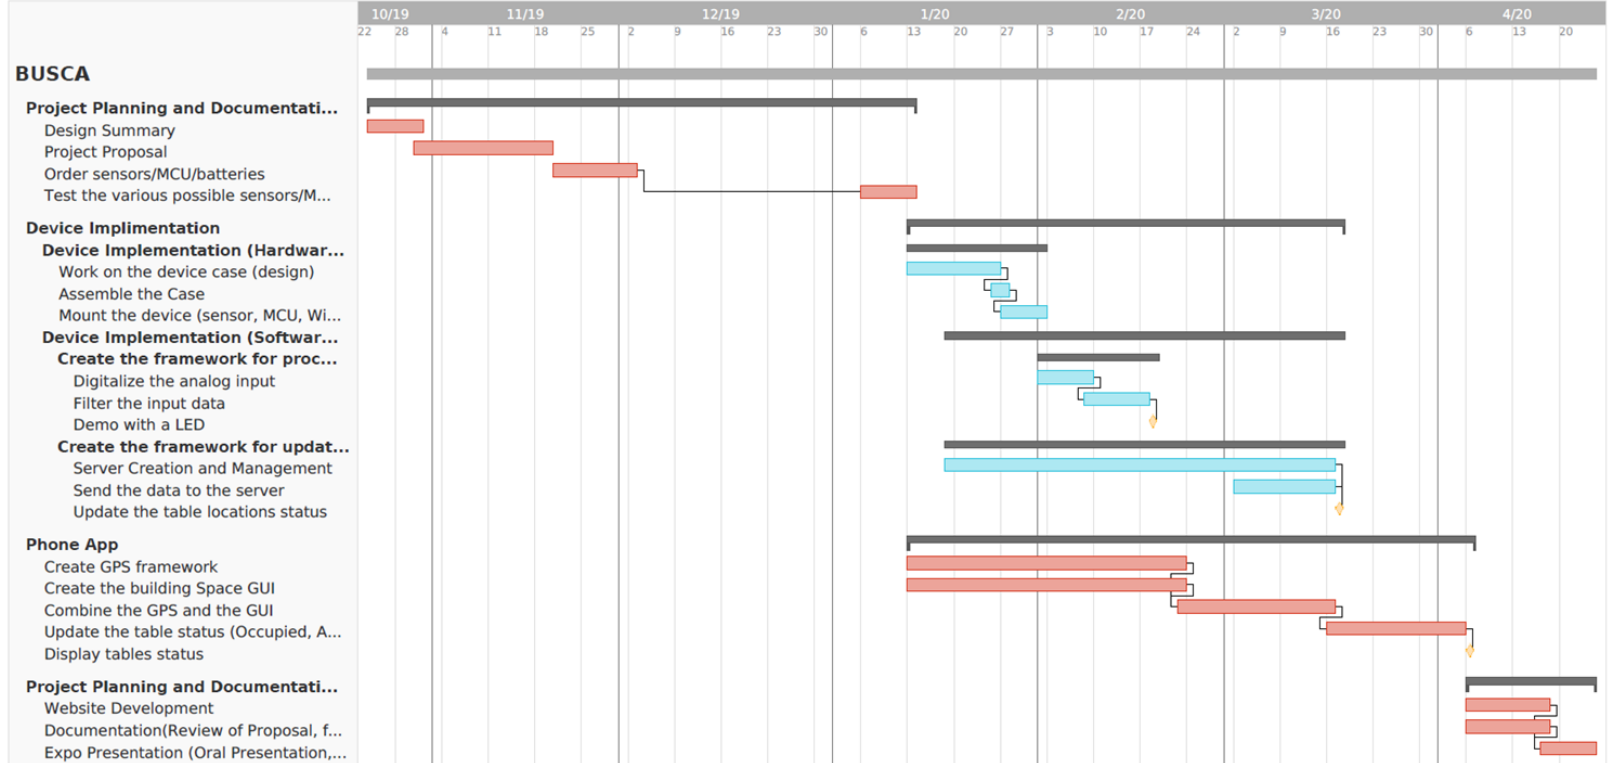 10/19 11/19 12/19 1/20 2/20 3/20 4/20
22 28 4 11 18 25 2 9 16 23 30 6 13 20 27 3 10 17 24 2 9 16 23 30 6 13 20
BUSCA
Project Planning and Documentati...
Design Summary
Project Proposal
Order sensors/MCU/batteries
Test the various possible sensors/M...
Device Implimentation
Device Implementation (Hardwar...
Work on the device case (design)
Assemble the Case
Mount the device (sensor, MCU, Wi...
Device Implementation (Softwar...
Create the framework for proc...
Digitalize the analog input
Filter the input data
Demo with a LED
Create the framework for updat...
Server Creation and Management
Send the data to the server
Update the table locations status
Phone App
Create GPS framework
Create the building Space GUI
Combine the GPS and the GUI
Update the table status (Occupied, A...
Display tables status
Project Planning and Documentati...
Website Development
Documentation(Review of Proposal, f...
Expo Presentation (Oral Presentation,...